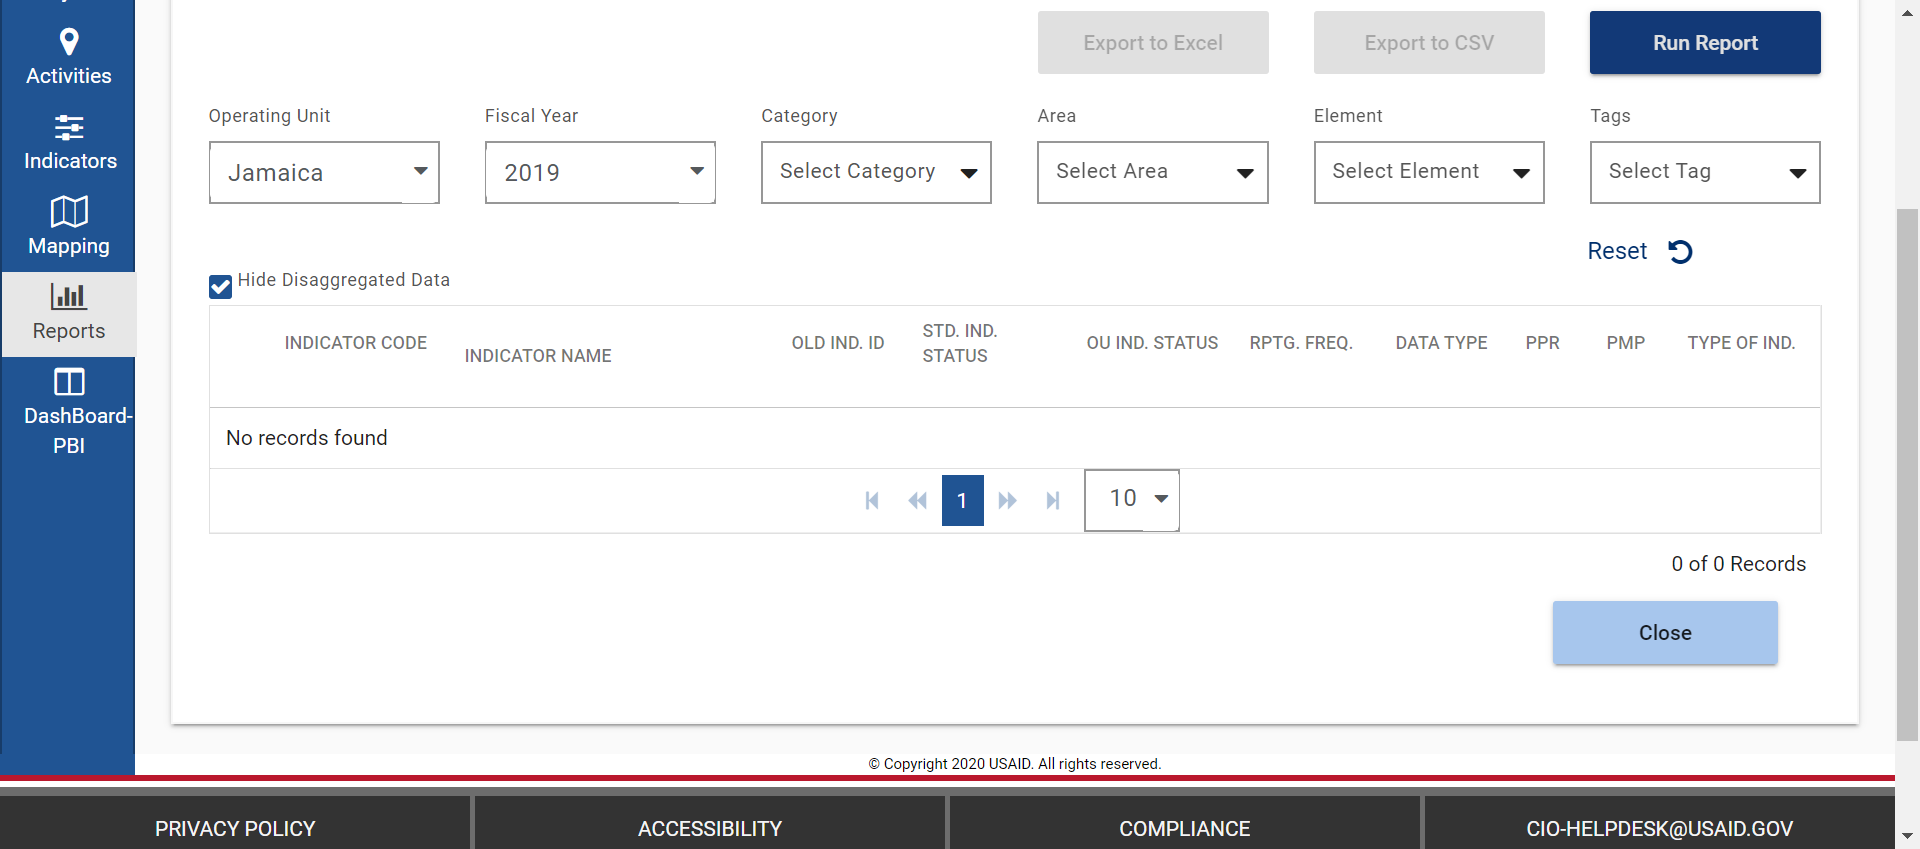 Activities
Indicators
Mapping
Reports
DashBoard-
PBI
Export to Excel
Export to CSV
Run Report
Operating Unit
Fiscal Year
Category
Area
Element
Tags
Jamaica
2019
Select Category
Select Area
Select Element
Select Tag
Reset
Hide Disaggregated Data
INDICATOR CODE
INDICATOR NAME
OLD IND. ID
STD. IND.
STATUS
OU IND. STATUS
RPTG. FREQ.
DATA TYPE
PPR
PMP
TYPE OF IND.
No records found
1
10
0 of 0 Records
Close
© Copyright 2020 USAID. All rights reserved.
PRIVACY POLICY
ACCESSIBILITY
COMPLIANCE
CIO-HELPDESK@USAID.GOV